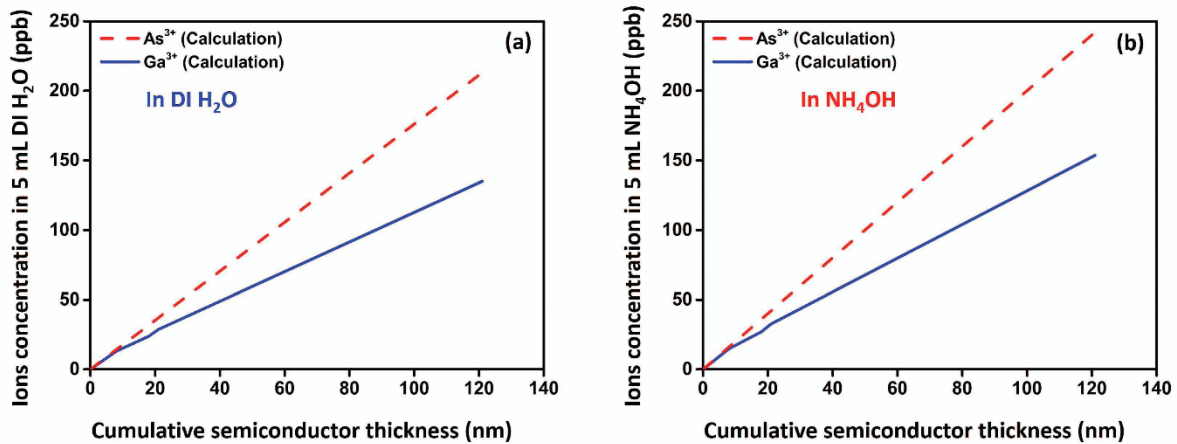 Ions concentration in 5 mL DI H₂O (ppb)
250
200
150
100
50
0
As³⁺ (Calculation)
Ga³⁺ (Calculation)
(a)
In DI H₂O
0 20 40 60 80 100 120 140
Cumulative semiconductor thickness (nm)
Ions concentration in 5 mL NH₄OH (ppb)
250
200
150
100
50
0
As³⁺ (Calculation)
Ga³⁺ (Calculation)
(b)
In NH₄OH
0 20 40 60 80 100 120 140
Cumulative semiconductor thickness (nm)